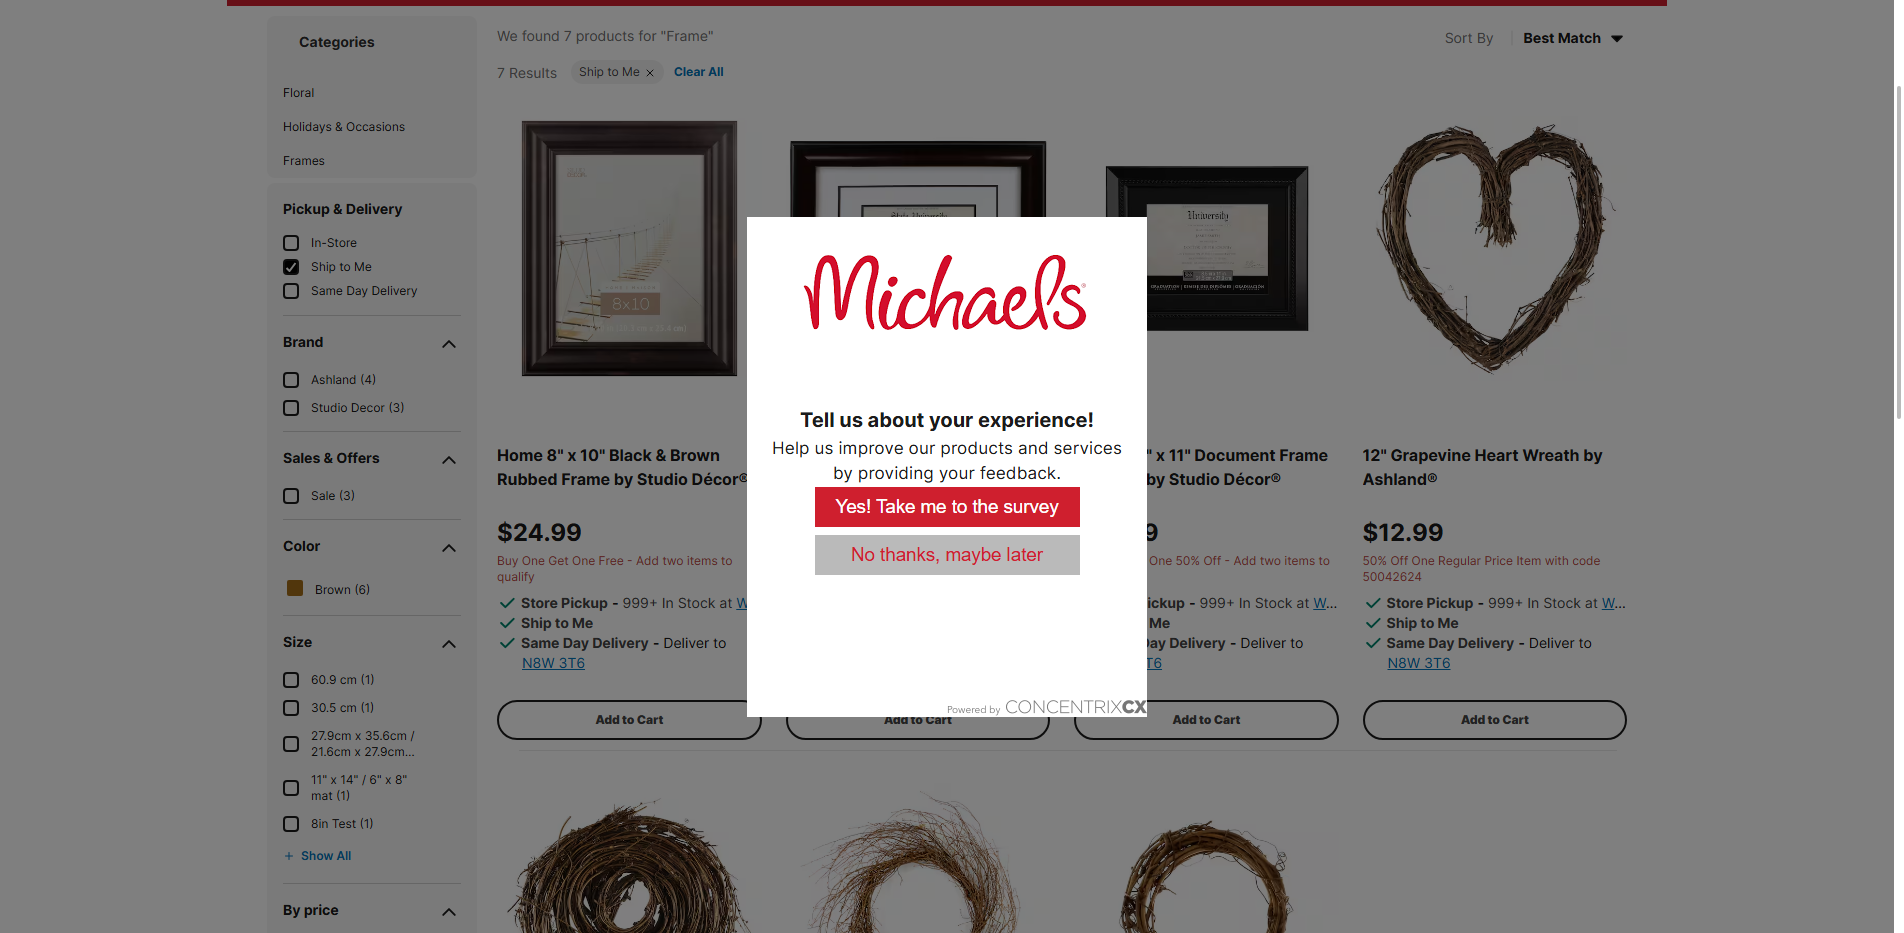 Categories
Floral
Holidays & Occasions
Frames
Pickup & Delivery
In-Store
Ship to Me
Same Day Delivery
Brand
Ashland (4)
Studio Decor (3)
Sales & Offers
Sale (3)
Color
Brown (6)
Size
60.9 cm (1)
30.5 cm (1)
27.9cm x 35.6cm /
21.6cm x 27.9cm...
11" x 14" / 6" x 8"
mat (1)
8in Test (1)
+ Show All
By price
We found 7 products for "Frame"
Sort By
Best Match
7 Results
Ship to Me ×
Clear All
8x10
University
Michaels
Tell us about your experience!
Help us improve our products and services
by providing your feedback.
Yes! Take me to the survey
No thanks, maybe later
Powered by CONCENTRIXCX
Home 8" x 10" Black & Brown
Rubbed Frame by Studio Décor®
$24.99
Buy One Get One Free - Add two items to
qualify
Store Pickup - 999+ In Stock at W
Ship to Me
Same Day Delivery - Deliver to
N8W 3T6
Add to Cart
Add to Cart
" x 11" Document Frame
by Studio Décor®
9
One 50% Off - Add two items to
ickup - 999+ In Stock at W...
Me
ay Delivery - Deliver to
T6
Add to Cart
12" Grapevine Heart Wreath by
Ashland®
$12.99
50% Off One Regular Price Item with code
50042624
Store Pickup - 999+ In Stock at W...
Ship to Me
Same Day Delivery - Deliver to
N8W 3T6
Add to Cart